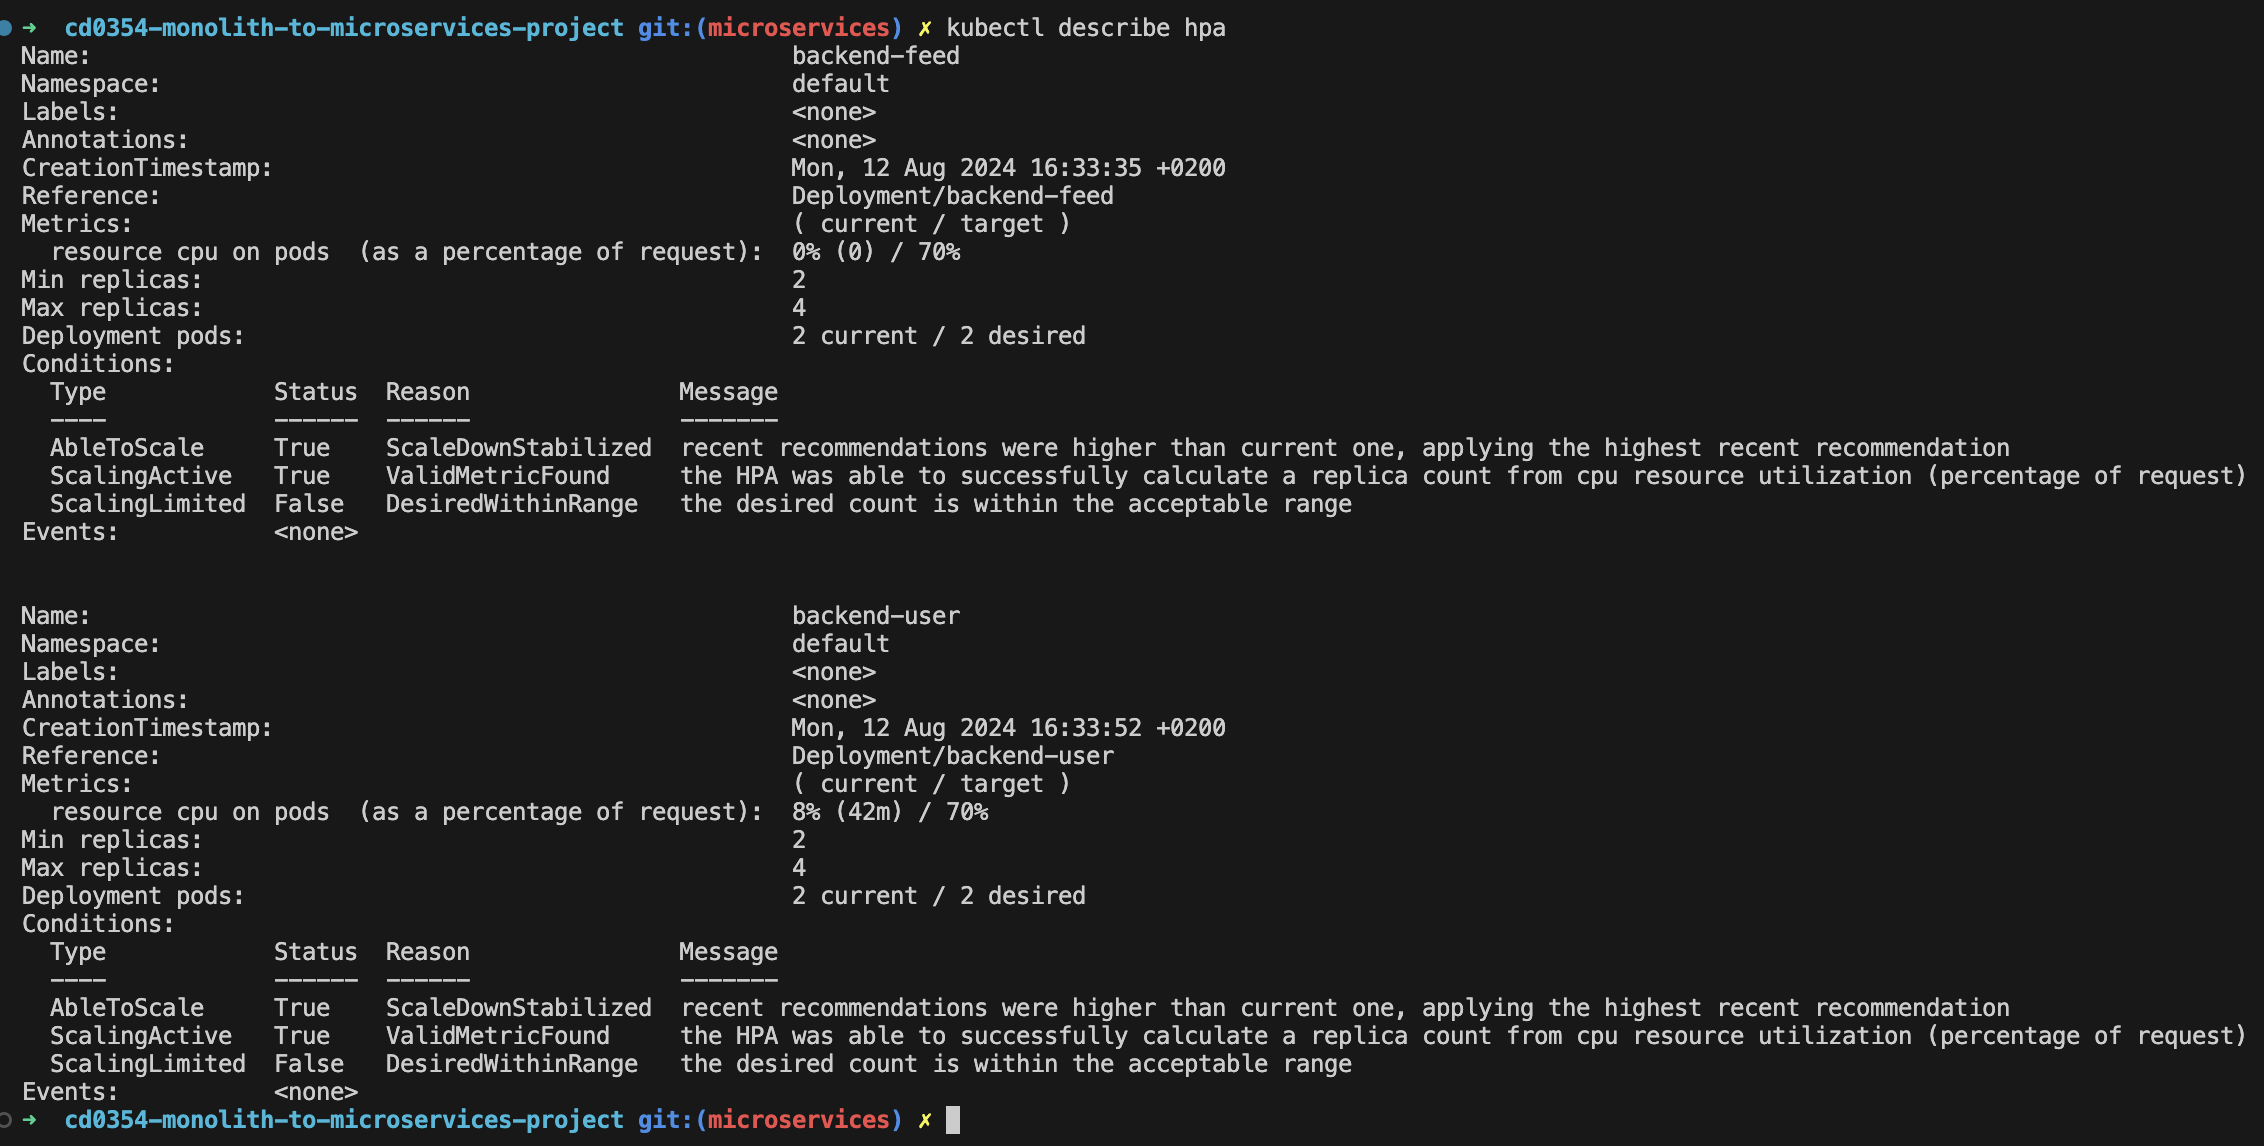 ➜  cd0354-monolith-to-microservices-project git:(microservices) ✗ kubectl describe hpa
Name:                                                  backend-feed
Namespace:                                             default
Labels:                                                <none>
Annotations:                                           <none>
CreationTimestamp:                                     Mon, 12 Aug 2024 16:33:35 +0200
Reference:                                             Deployment/backend-feed
Metrics:                                               ( current / target )
  resource cpu on pods  (as a percentage of request):  0% (0) / 70%
Min replicas:                                          2
Max replicas:                                          4
Deployment pods:                                       2 current / 2 desired
Conditions:
  Type            Status  Reason               Message
  ----            ------  ------               -------
  AbleToScale     True    ScaleDownStabilized  recent recommendations were higher than current one, applying the highest recent recommendation
  ScalingActive   True    ValidMetricFound     the HPA was able to successfully calculate a replica count from cpu resource utilization (percentage of request)
  ScalingLimited  False   DesiredWithinRange   the desired count is within the acceptable range
Events:           <none>
Name:                                                  backend-user
Namespace:                                             default
Labels:                                                <none>
Annotations:                                           <none>
CreationTimestamp:                                     Mon, 12 Aug 2024 16:33:52 +0200
Reference:                                             Deployment/backend-user
Metrics:                                               ( current / target )
  resource cpu on pods  (as a percentage of request):  8% (42m) / 70%
Min replicas:                                          2
Max replicas:                                          4
Deployment pods:                                       2 current / 2 desired
Conditions:
  Type            Status  Reason               Message
  ----            ------  ------               -------
  AbleToScale     True    ScaleDownStabilized  recent recommendations were higher than current one, applying the highest recent recommendation
  ScalingActive   True    ValidMetricFound     the HPA was able to successfully calculate a replica count from cpu resource utilization (percentage of request)
  ScalingLimited  False   DesiredWithinRange   the desired count is within the acceptable range
Events:           <none>
➜  cd0354-monolith-to-microservices-project git:(microservices) ✗